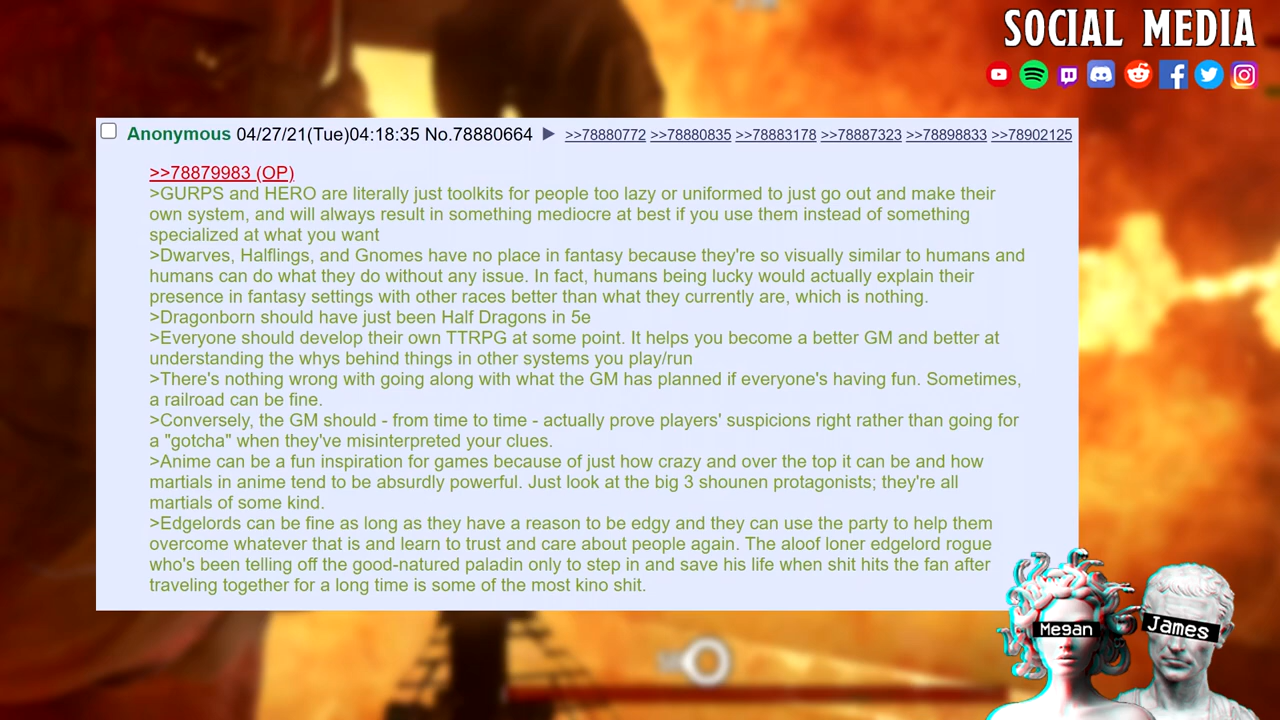 SOCIAL MEDIA
Anonymous 04/27/21(Tue)04:18:35 No.78880664 ▶ >>78880772 >>78880835 >>78883178 >>78887323 >>78898833 >>78902125
>>78879983 (OP)
>GURPS and HERO are literally just toolkits for people too lazy or uniformed to just go out and make their
own system, and will always result in something mediocre at best if you use them instead of something
specialized at what you want
>Dwarves, Halflings, and Gnomes have no place in fantasy because they're so visually similar to humans and
humans can do what they do without any issue. In fact, humans being lucky would actually explain their
presence in fantasy settings with other races better than what they currently are, which is nothing.
>Dragonborn should have just been Half Dragons in 5e
>Everyone should develop their own TTRPG at some point. It helps you become a better GM and better at
understanding the whys behind things in other systems you play/run
>There's nothing wrong with going along with what the GM has planned if everyone's having fun. Sometimes,
a railroad can be fine.
>Conversely, the GM should - from time to time - actually prove players' suspicions right rather than going for
a "gotcha" when they've misinterpreted your clues.
>Anime can be a fun inspiration for games because of just how crazy and over the top it can be and how
martials in anime tend to be absurdly powerful. Just look at the big 3 shounen protagonists; they're all
martials of some kind.
>Edgelords can be fine as long as they have a reason to be edgy and they can use the party to help them
overcome whatever that is and learn to trust and care about people again. The aloof loner edgelord rogue
who's been telling off the good-natured paladin only to step in and save his life when shit hits the fan after
traveling together for a long time is some of the most kino shit.
Megan
James